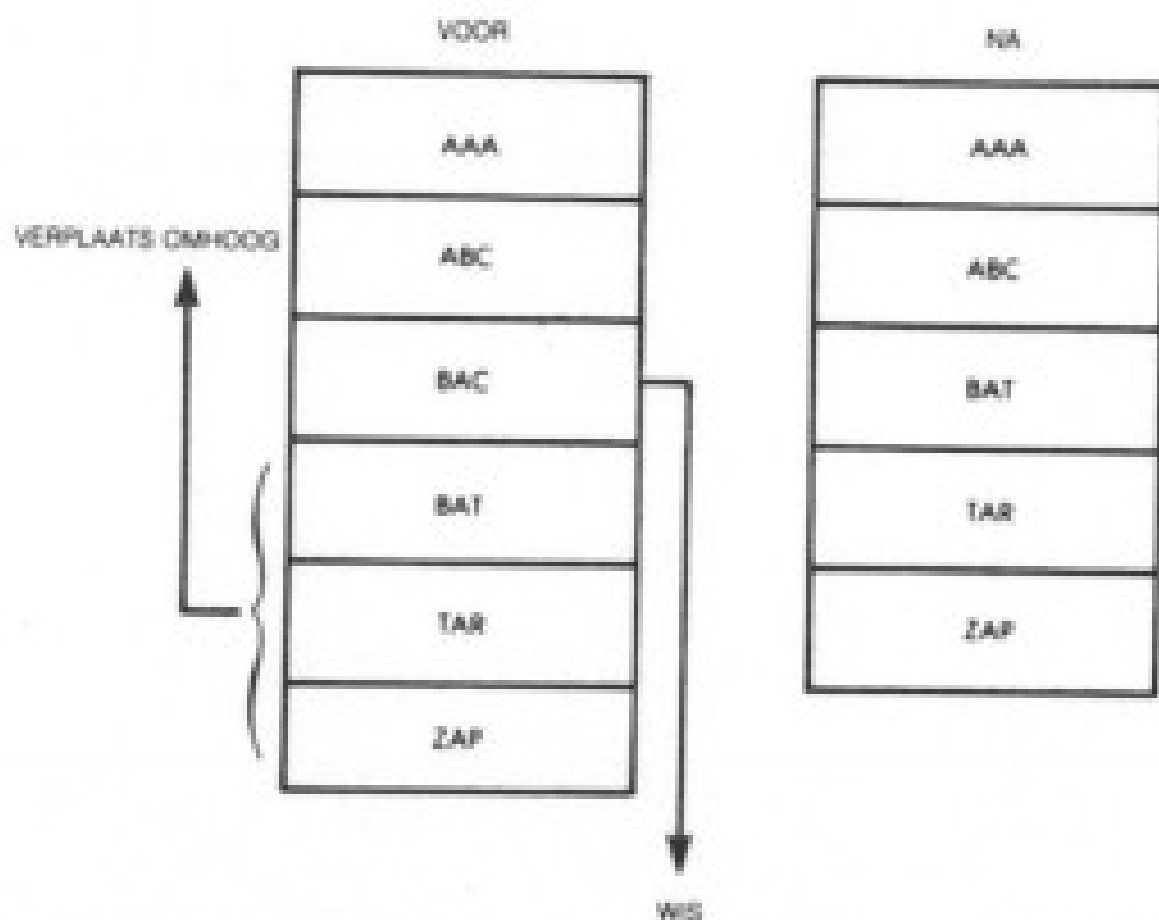 VOOR
AAA
ABC
BAC
BAT
TAR
ZAP
VERPLAATS OMHOOG
WIS
NA
AAA
ABC
BAT
TAR
ZAP